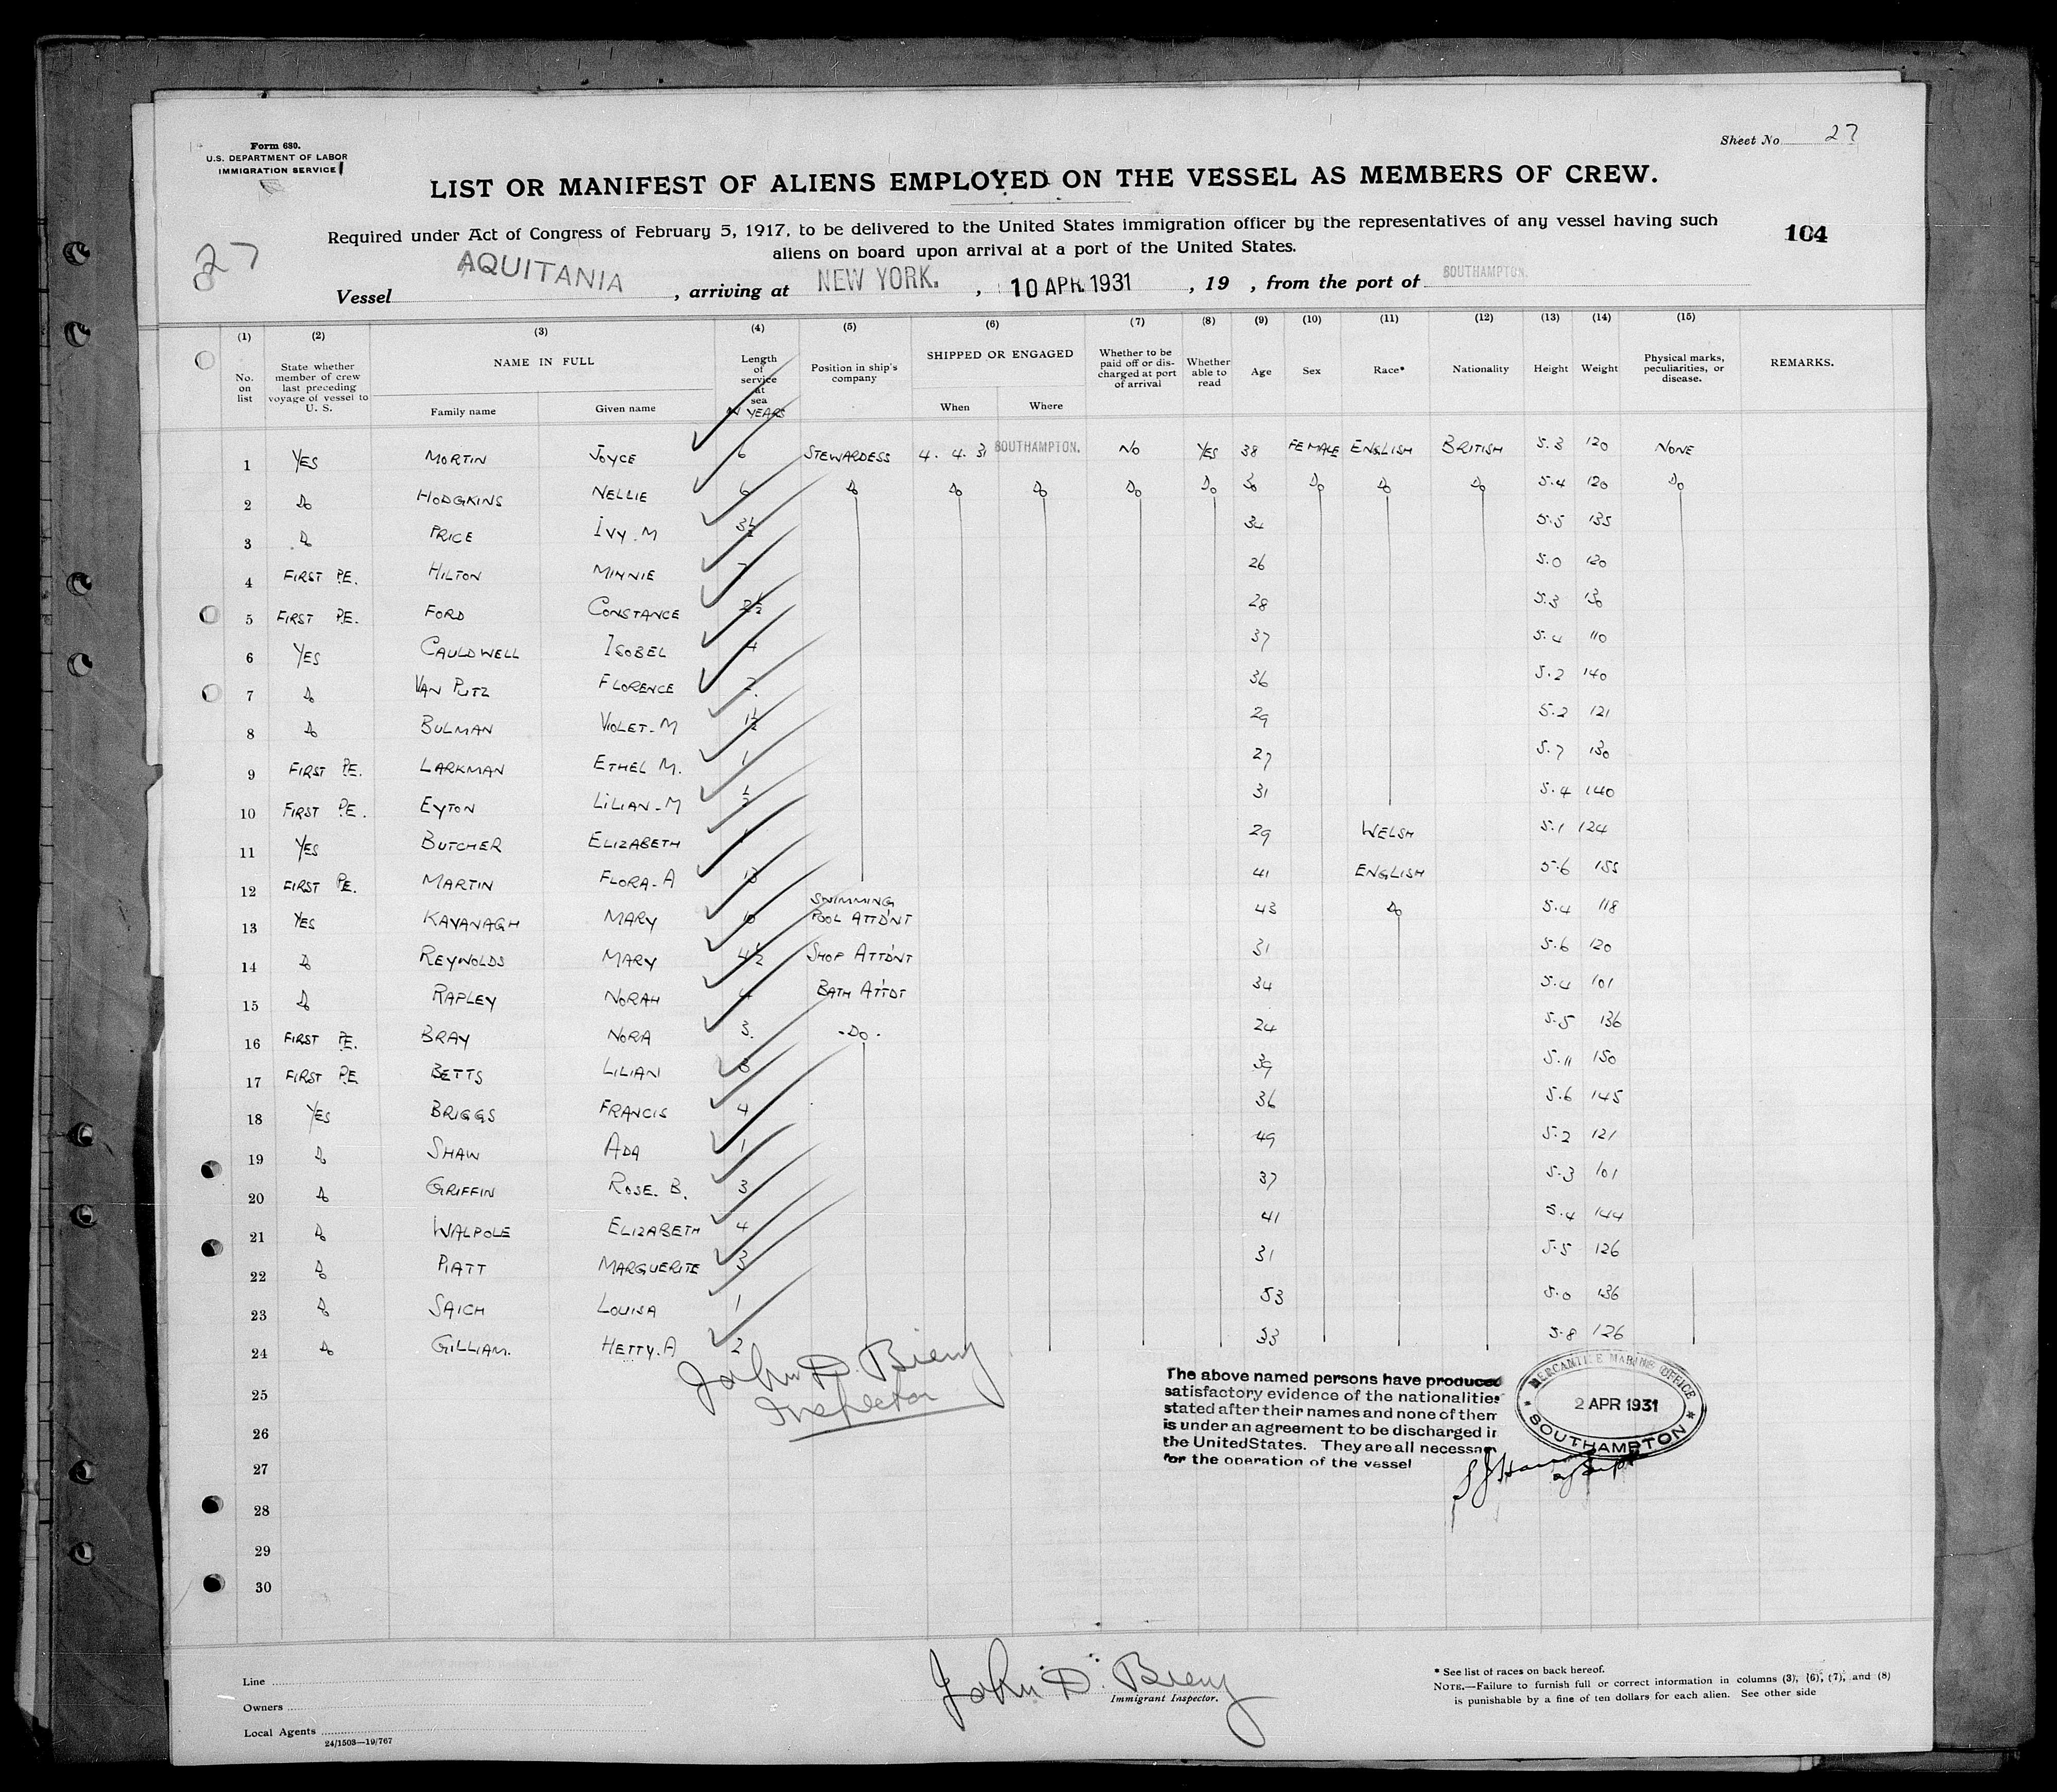 Form 680.
U.S. DEPARTMENT OF LABOR
IMMIGRATION SERVICE
Sheet No 27
LIST OR MANIFEST OF ALIENS EMPLOYED ON THE VESSEL AS MEMBERS OF CREW.
Required under Act of Congress of February 5, 1917, to be delivered to the United States immigration officer by the representatives of any vessel having such
aliens on board upon arrival at a port of the United States.
104
27
Vessel AQUITANIA, arriving at NEW YORK., 10 APR. 1931, 19 , from the port of SOUTHAMPTON.
(1) (2) (3) (4) (5) (6) (7) (8) (9) (10) (11) (12) (13) (14) (15)
No. on list
State whether member of crew last preceding voyage of vessel to U. S.
NAME IN FULL
Family name
Given name
Length of service at sea
IN YEARS
Position in ship's company
SHIPPED OR ENGAGED
When
Where
Whether to be paid off or discharged at port of arrival
Whether able to read
Age
Sex
Race*
Nationality
Height
Weight
Physical marks, peculiarities, or disease.
REMARKS.
1 YES MORTIN JOYCE 6 STEWARDESS 4. 4. 31 SOUTHAMPTON. NO YES 38 FEMALE ENGLISH BRITISH 5.3 120 NONE
2 Do HODGKINS NELLIE 6 Do Do Do Do Do 30 Do Do Do 5.4 120 Do
3 Do PRICE IVY. M 3½ 34 5.5 135
4 FIRST PE. HILTON MINNIE 26 5.0 120
5 FIRST PE. FORD CONSTANCE 2½ 28 5.3 130
6 YES CAULDWELL ISOBEL 4 37 5.4 110
7 Do VAN PUTZ FLORENCE 2. 36 5.2 140
8 Do BULMAN VIOLET. M 1½ 29 5.2 121
9 FIRST PE. LARKMAN ETHEL M. 1 27 5.7 130
10 FIRST PE. EYTON LILIAN. M ½ 31 5.4 140
11 YES BUTCHER ELIZABETH 29 WELSH 5.1 124
12 FIRST PE. MARTIN FLORA. A 13 41 ENGLISH 5.6 155
13 YES KAVANAGH MARY 10 SWIMMING POOL ATTD'NT 43 Do 5.4 118
14 Do REYNOLDS MARY 4½ SHOP ATTD'NT 31 5.6 120
15 Do RAPLEY NORAH 4 BATH ATT'DT 34 5.4 101
16 FIRST PE. BRAY NORA 3. -Do- 24 5.5 136
17 FIRST PE BETTS LILIAN 39 5.11 150
18 YES BRIGGS FRANCIS 4 36 5.6 145
19 Do SHAW ADA 1 49 5.2 121
20 Do GRIFFIN ROSE. B. 3 37 5.3 101
21 Do WALPOLE ELIZABETH 4 41 5.4 144
22 Do PIATT MARGUERITE 3 31 5.5 126
23 Do SAICH LOUISA 1 53 5.0 136
24 Do GILLIAM. HETTY. A 2 33 5.8 126
25
26
27
28
29
30
John D. Bieny
Inspector
The above named persons have produced
satisfactory evidence of the nationalities
stated after their names and none of them
is under an agreement to be discharged in
the United States. They are all necessary
for the operation of the vessel
MERCANTILE MARINE OFFICE
2 APR 1931
* SOUTHAMPTON *
Line
Owners
Local Agents
24/1503—19/767
John D. Bieny
Immigrant Inspector.
* See list of races on back hereof.
NOTE.—Failure to furnish full or correct information in columns (3), (6), (7), and (8)
is punishable by a fine of ten dollars for each alien. See other side